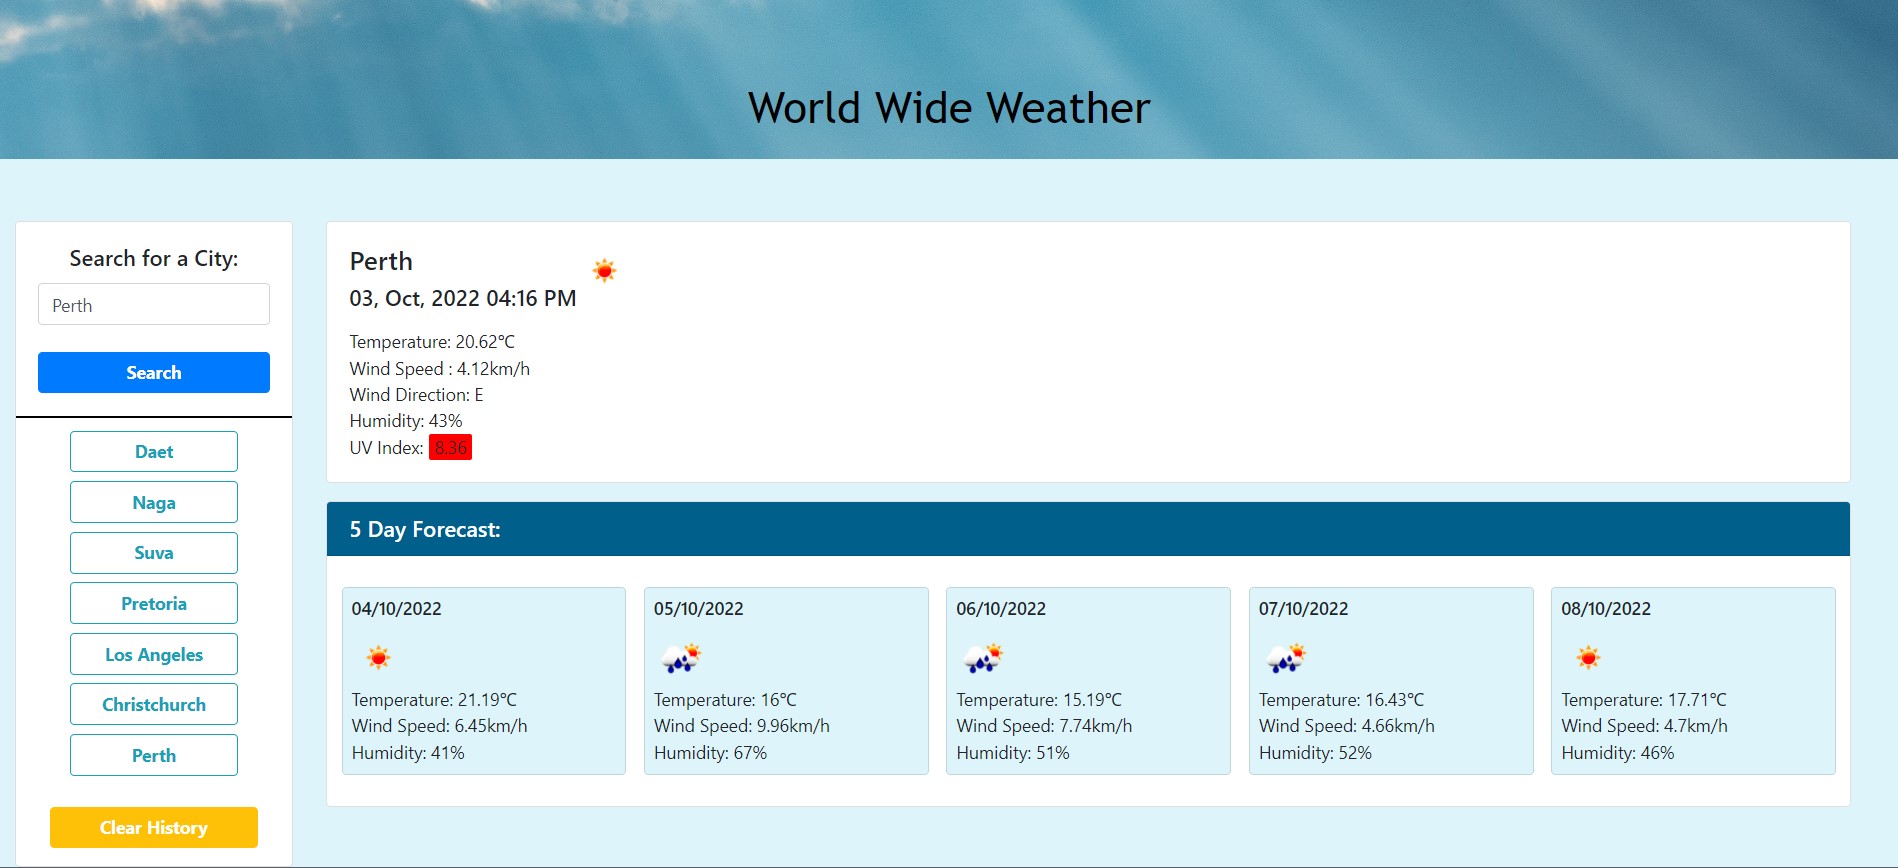 World Wide Weather
Search for a City:
Perth
Search
Daet
Naga
Suva
Pretoria
Los Angeles
Christchurch
Perth
Clear History
Perth
03, Oct, 2022 04:16 PM
Temperature: 20.62℃
Wind Speed : 4.12km/h
Wind Direction: E
Humidity: 43%
UV Index: 8.36
5 Day Forecast:
04/10/2022
Temperature: 21.19℃
Wind Speed: 6.45km/h
Humidity: 41%
05/10/2022
Temperature: 16℃
Wind Speed: 9.96km/h
Humidity: 67%
06/10/2022
Temperature: 15.19℃
Wind Speed: 7.74km/h
Humidity: 51%
07/10/2022
Temperature: 16.43℃
Wind Speed: 4.66km/h
Humidity: 52%
08/10/2022
Temperature: 17.71℃
Wind Speed: 4.7km/h
Humidity: 46%